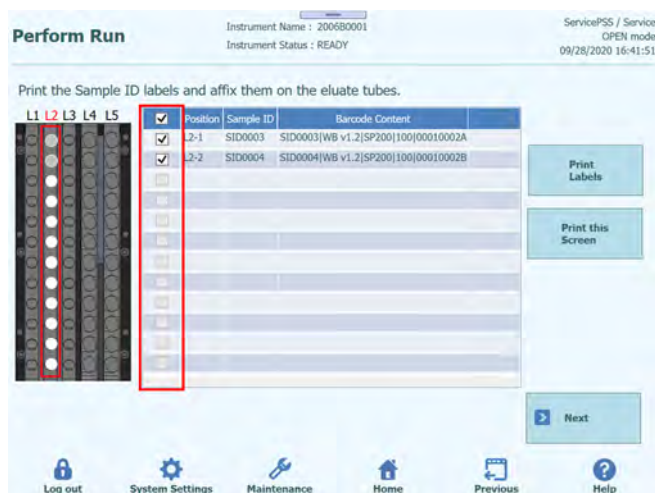 Perform Run
Instrument Name : 2006B0001
Instrument Status : READY
ServicePSS / Service
OPEN mode
09/28/2020 16:41:51
Print the Sample ID labels and affix them on the eluate tubes.
L1 L2 L3 L4 L5
Position Sample ID Barcode Content
L2-1 SID0003 SID0003|WB v1.2|SP200|100|00010002A
L2-2 SID0004 SID0004|WB v1.2|SP200|100|00010002B
Print
Labels
Print this
Screen
Next
Log out System Settings Maintenance Home Previous Help